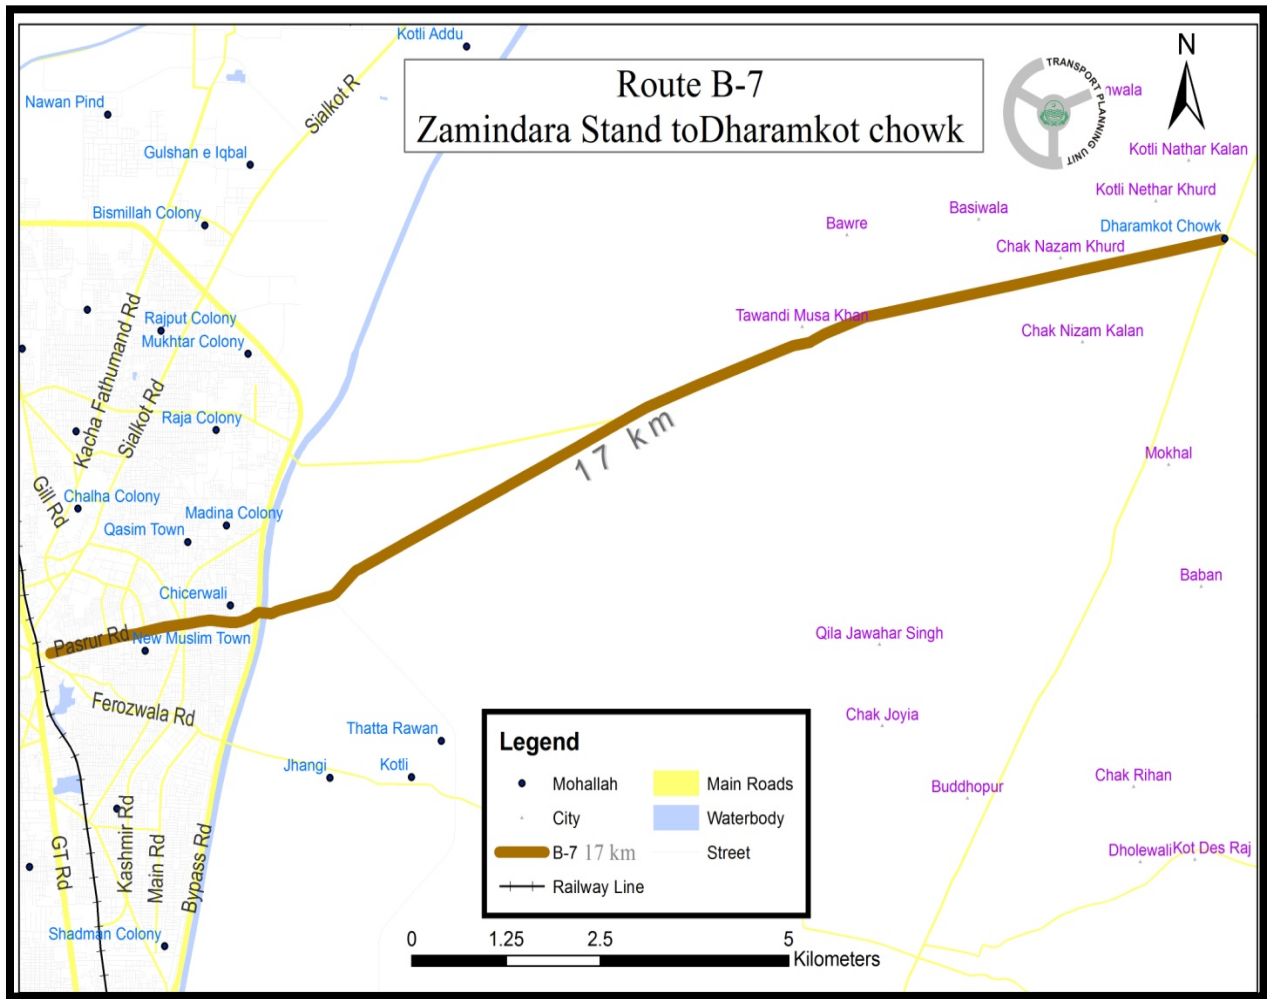 Kotli Addu
Route B-7
Zamindara Stand toDharamkot chowk
TRANSPORT PLANNING UNIT
N
nwala
Nawan Pind
Sialkot R
Gulshan e Iqbal
Kotli Nathar Kalan
Kotli Nethar Khurd
Bismillah Colony
Basiwala
Bawre
Dharamkot Chowk
Chak Nazam Khurd
Rajput Colony
Mukhtar Colony
Tawandi Musa Khan
Chak Nizam Kalan
Kacha Fathumand Rd
Sialkot Rd
Raja Colony
17 km
Mokhal
Gill Rd
Chalha Colony
Madina Colony
Qasim Town
Baban
Chicerwali
Pasrur Rd
New Muslim Town
Qila Jawahar Singh
Ferozwala Rd
Chak Joyia
Thatta Rawan
Jhangi
Kotli
Buddhopur
Chak Rihan
Dholewali
Kot Des Raj
GT Rd
Kashmir Rd
Main Rd
Bypass Rd
Shadman Colony
Legend
Mohallah
Main Roads
City
Waterbody
B-7 17 km
Street
Railway Line
0 1.25 2.5 5
Kilometers